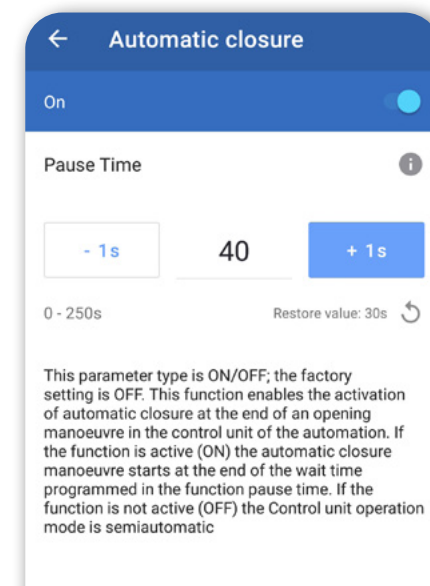 Automatic closure
On
Pause Time
- 1s 40 + 1s
0 - 250s Restore value: 30s
This parameter type is ON/OFF; the factory
setting is OFF. This function enables the activation
of automatic closure at the end of an opening
manoeuvre in the control unit of the automation. If
the function is active (ON) the automatic closure
manoeuvre starts at the end of the wait time
programmed in the function pause time. If the
function is not active (OFF) the Control unit operation
mode is semiautomatic